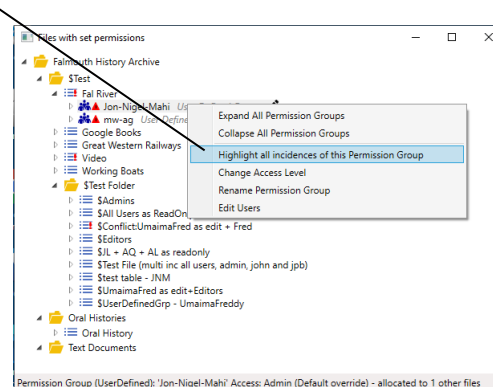 Files with set permissions
Falmouth History Archive
$Test
Fal River
Jon-Nigel-Mahi
mw-ag User Define
Google Books
Great Western Railways
Video
Working Boats
$Test Folder
$Admins
$All Users as ReadOn
$Conflict:UmaimaFred as edit + Fred
$Editors
$JL + AQ + AL as readonly
$Test File (multi inc all users, admin, john and jpb)
$test table - JNM
$UmaimaFred as edit+Editors
$UserDefinedGrp - UmaimaFreddy
Oral Histories
Oral History
Text Documents
Expand All Permission Groups
Collapse All Permission Groups
Highlight all incidences of this Permission Group
Change Access Level
Rename Permission Group
Edit Users
Permission Group (UserDefined): 'Jon-Nigel-Mahi' Access: Admin (Default override) - allocated to 1 other files